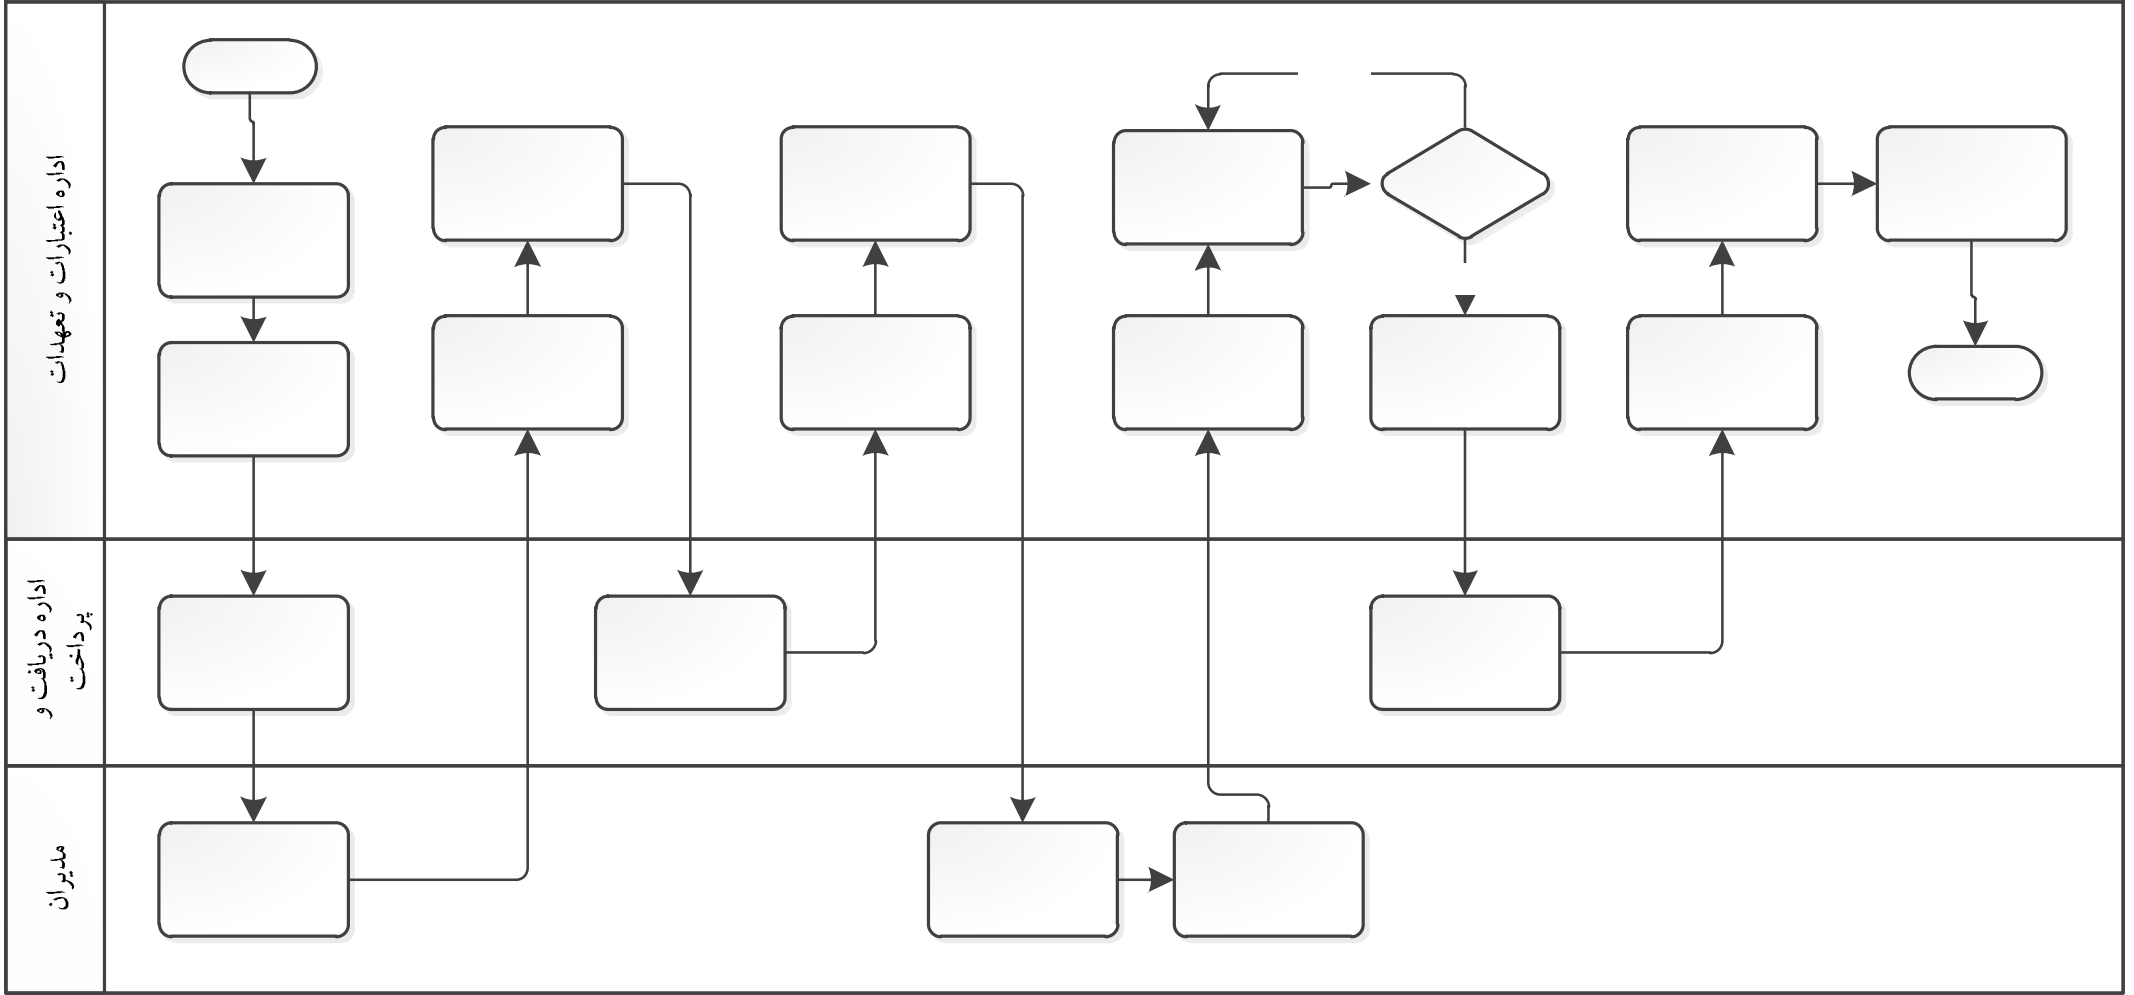 اداره اعتبارات و تعهدات
اداره دریافت و
پرداخت
مدیران